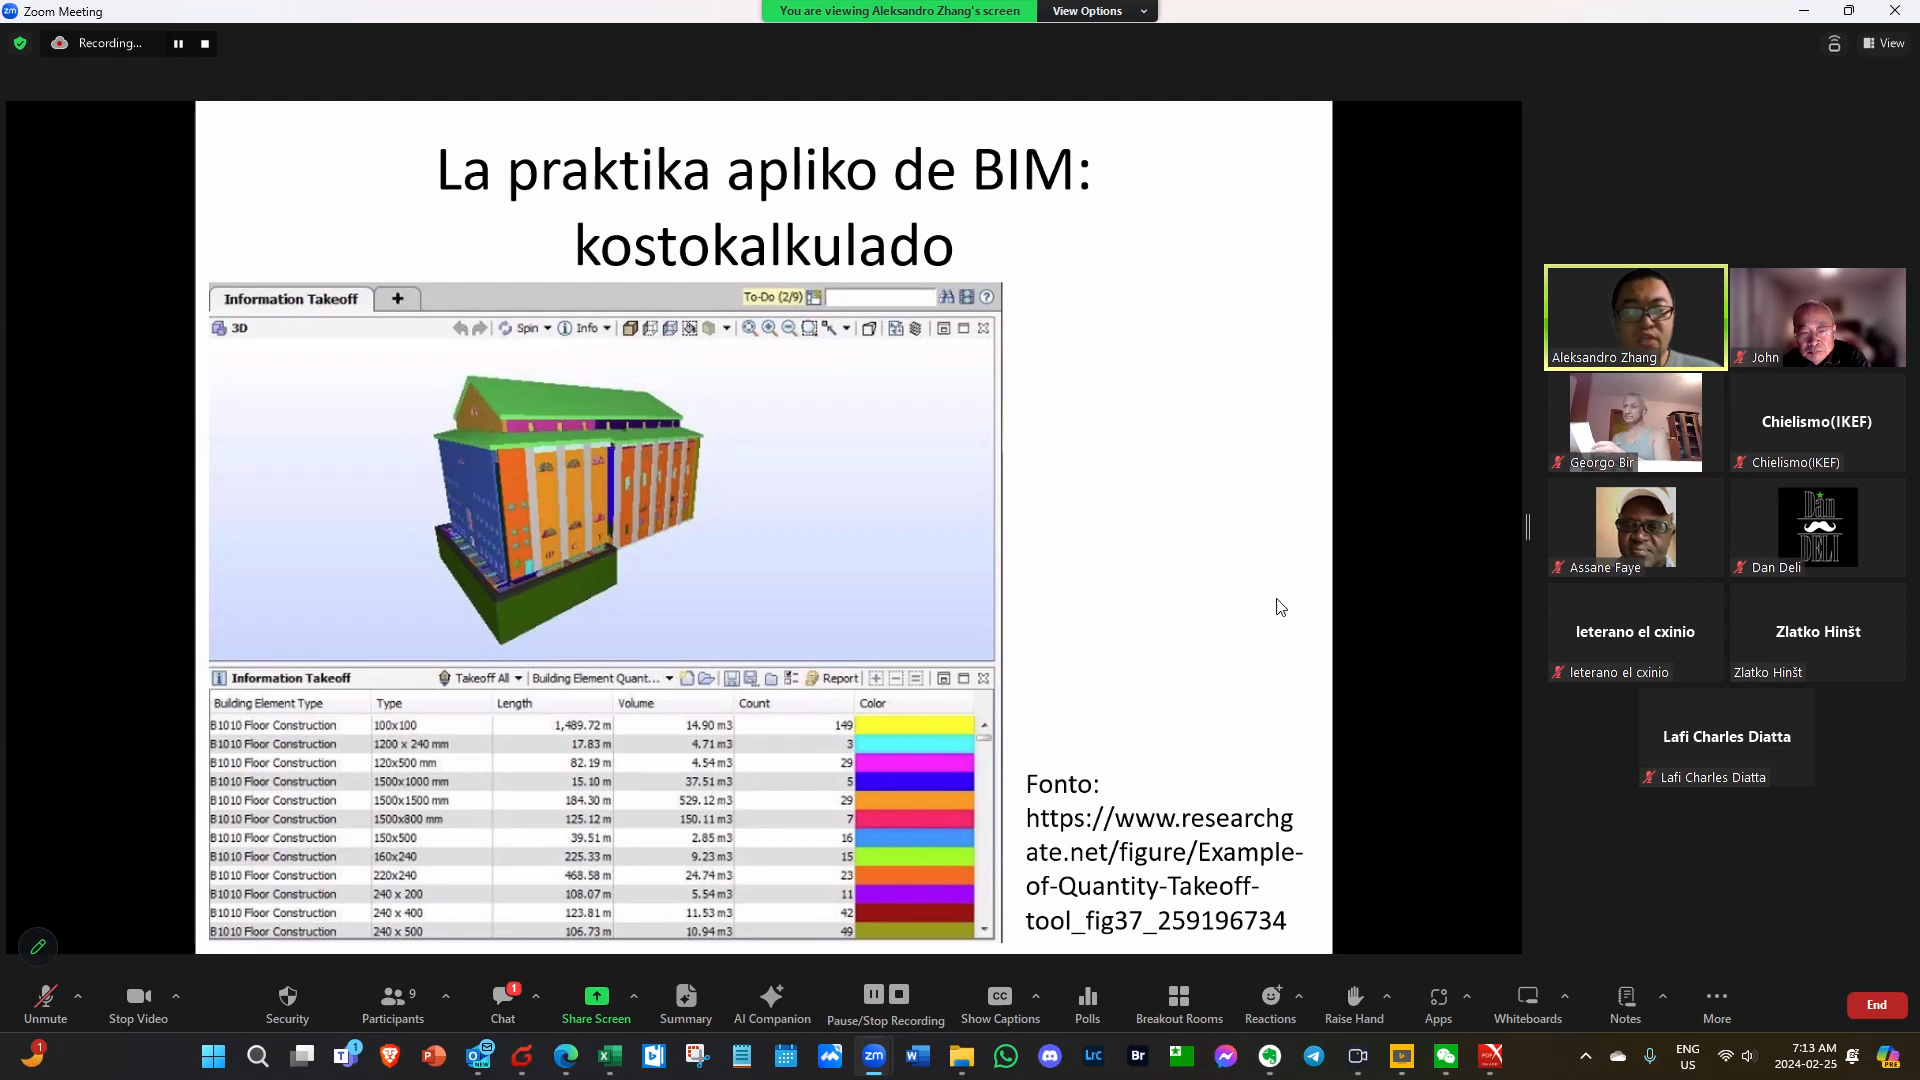 Zoom Meeting
You are viewing Aleksandro Zhang's screen
View Options
Recording...
View
La praktika apliko de BIM:
kostokalkulado
Information Takeoff
To-Do (2/9)
3D
Spin
Info
Information Takeoff
Takeoff All
Building Element Quant...
Report
Building Element Type Type Length Volume Count Color
B1010 Floor Construction 100x100 1,489.72 m 14.90 m3 149
B1010 Floor Construction 1200 x 240 mm 17.83 m 4.71 m3 3
B1010 Floor Construction 120x500 mm 82.19 m 4.54 m3 29
B1010 Floor Construction 1500x1000 mm 15.10 m 37.51 m3 5
B1010 Floor Construction 1500x1500 mm 184.30 m 529.12 m3 29
B1010 Floor Construction 1500x800 mm 125.12 m 150.11 m3 7
B1010 Floor Construction 150x500 39.51 m 2.85 m3 16
B1010 Floor Construction 160x240 225.33 m 9.23 m3 15
B1010 Floor Construction 220x240 468.58 m 24.74 m3 23
B1010 Floor Construction 240 x 200 108.07 m 5.54 m3 11
B1010 Floor Construction 240 x 400 123.81 m 11.53 m3 42
B1010 Floor Construction 240 x 500 106.73 m 10.94 m3 49
Fonto:
https://www.researchg
ate.net/figure/Example-
of-Quantity-Takeoff-
tool_fig37_259196734
Aleksandro Zhang
John
Georgo Bir
Chielismo(IKEF)
Chielismo(IKEF)
Assane Faye
Dan
DELI
Dan Deli
leterano el cxinio
leterano el cxinio
Zlatko Hinšt
Zlatko Hinšt
Lafi Charles Diatta
Lafi Charles Diatta
Unmute
Stop Video
Security
9
Participants
1
Chat
Share Screen
Summary
AI Companion
Pause/Stop Recording
CC
Show Captions
Polls
Breakout Rooms
Reactions
Raise Hand
Apps
Whiteboards
Notes
More
End
1
1
NEW
zm
Lrc
Br
ENG
US
7:13 AM
2024-02-25
PRE